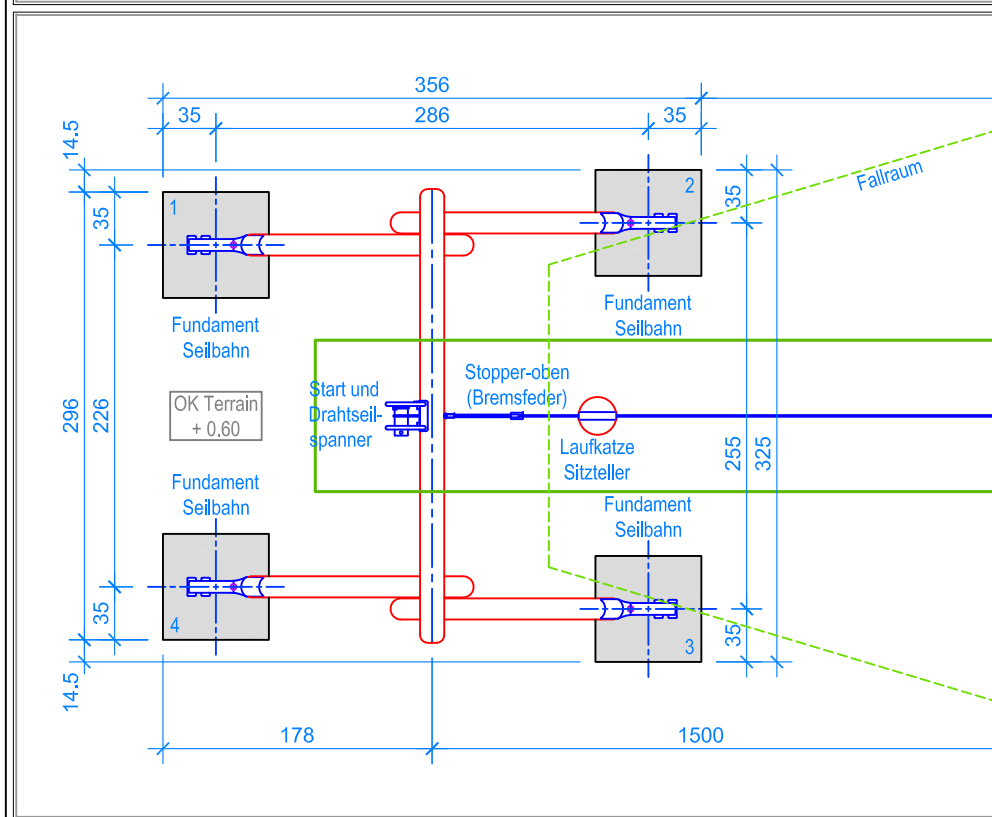 356
35
286
35
14.5
1
2
35
35
Fallraum
Fundament
Seilbahn
Fundament
Seilbahn
Start und
Drahtseil-
spanner
Stopper-oben
(Bremsfeder)
OK Terrain
+ 0.60
296
226
Laufkatze
Sitzteller
255
325
Fundament
Seilbahn
Fundament
Seilbahn
35
4
3
35
14.5
178
1500